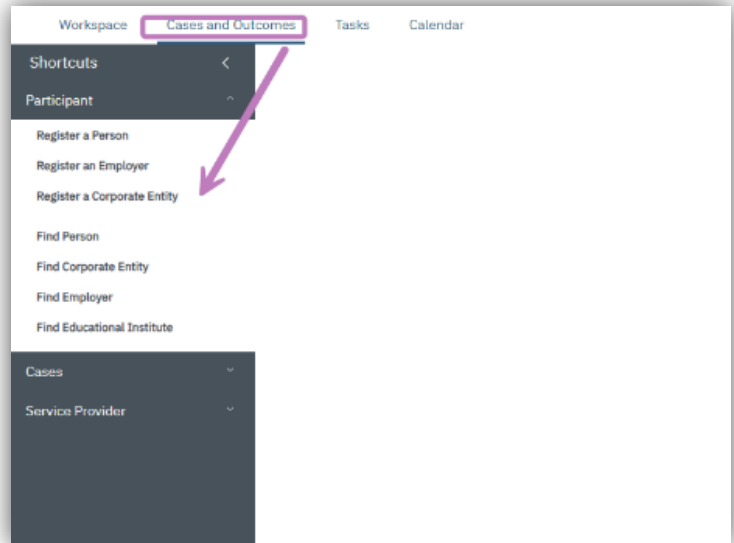 Workspace Cases and Outcomes Tasks Calendar
Shortcuts
Participant
Register a Person
Register an Employer
Register a Corporate Entity
Find Person
Find Corporate Entity
Find Employer
Find Educational Institute
Cases
Service Provider